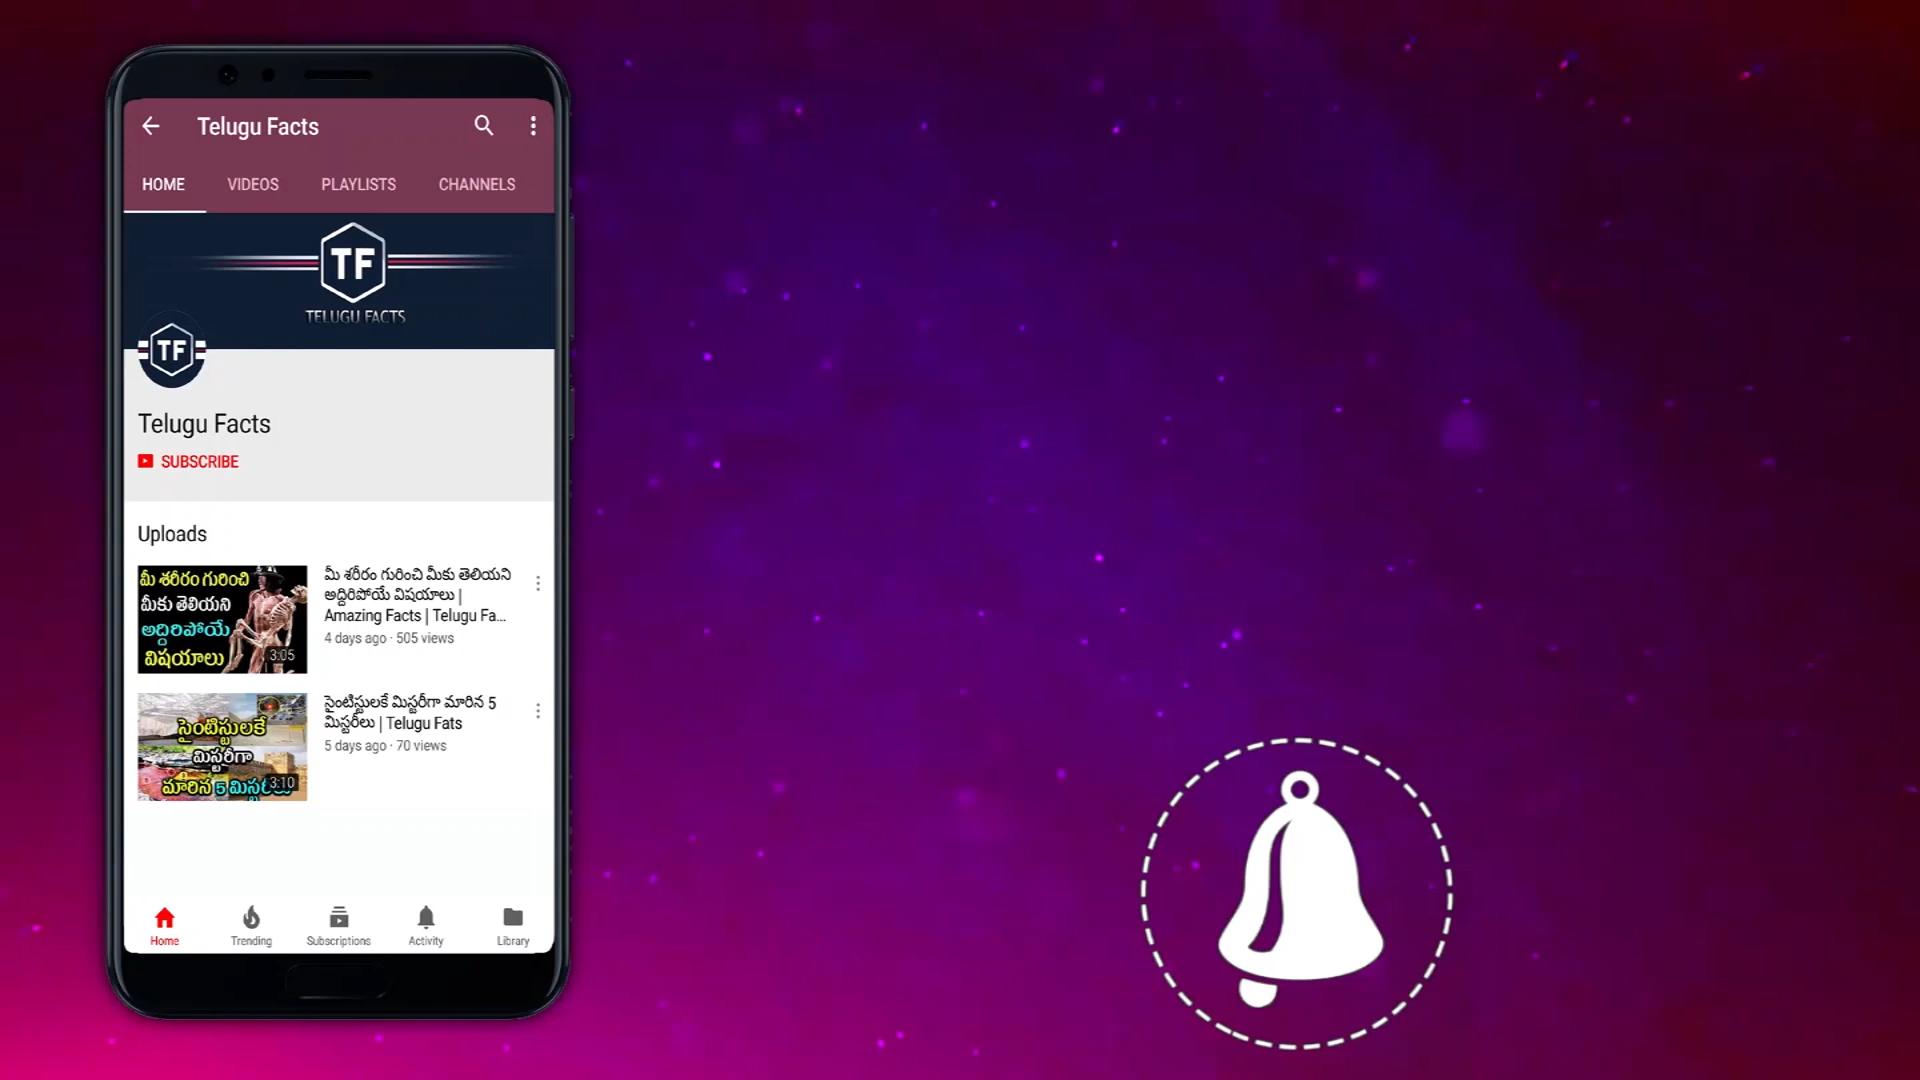 Telugu Facts
HOME VIDEOS PLAYLISTS CHANNELS
TF
TELUGU FACTS
TF
Telugu Facts
SUBSCRIBE
Uploads
మీ శరీరం గురించి
మీకు తెలియని
అద్దిరిపోయే
విషయాలు
3:05
మీ శరీరం గురించి మీకు తెలియని
అద్దిరిపోయే విషయాలు |
Amazing Facts | Telugu Fa...
4 days ago · 505 views
సైంటిస్టులకే
మిస్టరీగా
మారిన 5
3:10
సైంటిస్టులకే మిస్టరీగా మారిన 5
మిస్టరీలు | Telugu Fats
5 days ago · 70 views
Home Trending Subscriptions Activity Library